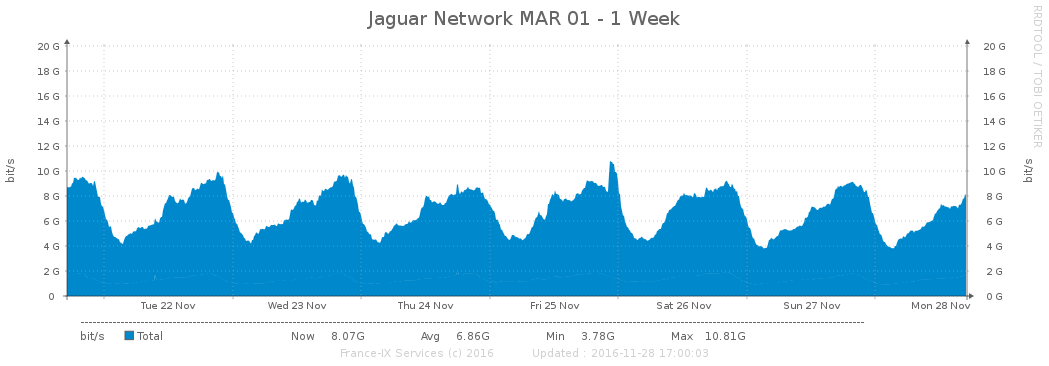 Jaguar Network MAR 01 - 1 Week
RRDTOOL / TOBI OETIKER
bit/s
20 G 20 G
18 G 18 G
16 G 16 G
14 G 14 G
12 G 12 G
10 G 10 G
8 G 8 G
6 G 6 G
4 G 4 G
2 G 2 G
0 0 G
bit/s
Tue 22 Nov Wed 23 Nov Thu 24 Nov Fri 25 Nov Sat 26 Nov Sun 27 Nov Mon 28 Nov
bit/s Total Now 8.07G Avg 6.86G Min 3.78G Max 10.81G
France-IX Services (c) 2016 Updated : 2016-11-28 17:00:03